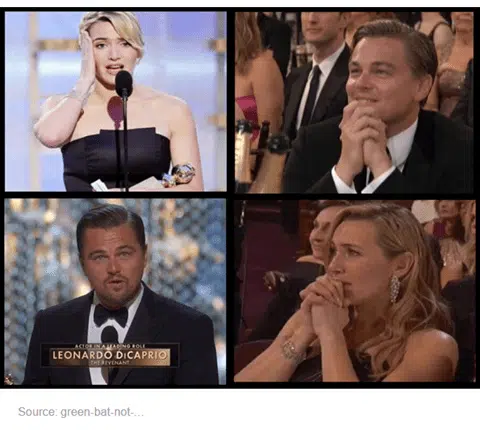 ACTOR IN A LEADING ROLE
LEONARDO DiCAPRIO
THE REVENANT
Source: green-bat-not-...